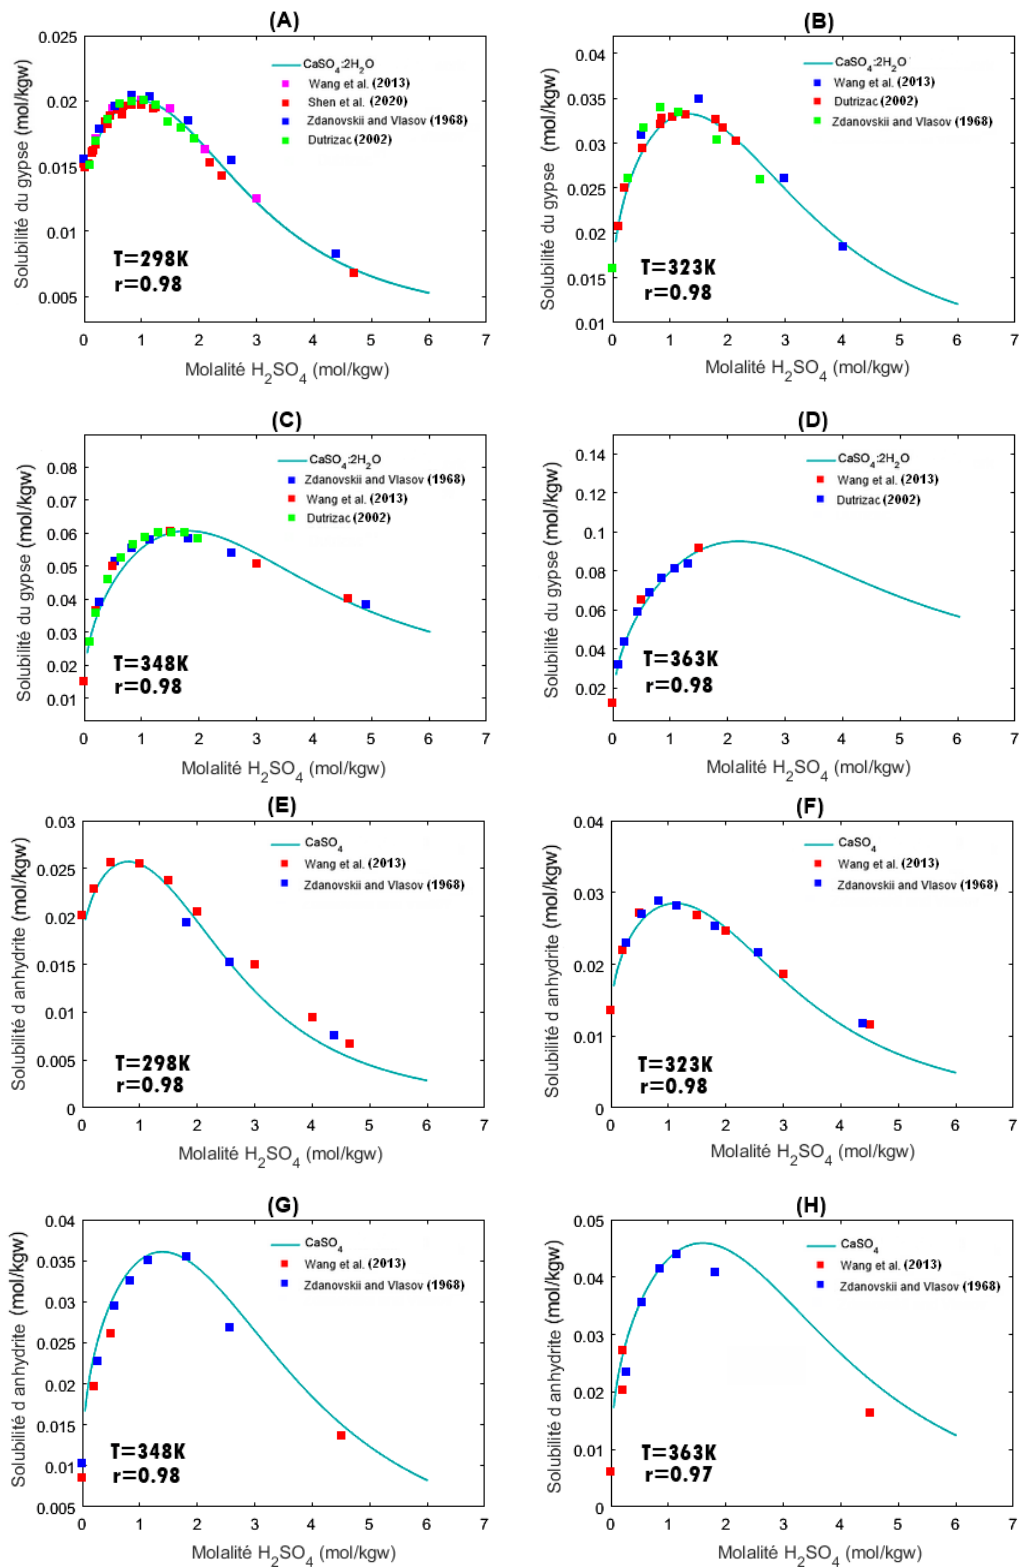 (A)
0.025
0.02
0.015
0.01
0.005
Solubilité du gypse (mol/kgw)
CaSO4:2H2O
Wang et al. (2013)
Shen et al. (2020)
Zdanovskii and Vlasov (1968)
Dutrizac (2002)
T=298K
r=0.98
0 1 2 3 4 5 6 7
Molalité H2SO4 (mol/kgw)
(B)
0.04
0.035
0.03
0.025
0.02
0.015
0.01
Solubilité du gypse (mol/kgw)
CaSO4:2H2O
Wang et al. (2013)
Dutrizac (2002)
Zdanovskii and Vlasov (1968)
T=323K
r=0.98
0 1 2 3 4 5 6 7
Molalité H2SO4 (mol/kgw)
(C)
0.08
0.07
0.06
0.05
0.04
0.03
0.02
0.01
Solubilité du gypse (mol/kgw)
CaSO4:2H2O
Zdanovskii and Vlasov (1968)
Wang et al. (2013)
Dutrizac (2002)
T=348K
r=0.98
0 1 2 3 4 5 6 7
Molalité H2SO4 (mol/kgw)
(D)
0.14
0.12
0.1
0.08
0.06
0.04
0.02
Solubilité du gypse (mol/kgw)
CaSO4:2H2O
Wang et al. (2013)
Dutrizac (2002)
T=363K
r=0.98
0 1 2 3 4 5 6 7
Molalité H2SO4 (mol/kgw)
(E)
0.03
0.025
0.02
0.015
0.01
0.005
0
Solubilité d anhydrite (mol/kgw)
CaSO4
Wang et al. (2013)
Zdanovskii and Vlasov (1968)
T=298K
r=0.98
0 1 2 3 4 5 6 7
Molalité H2SO4 (mol/kgw)
(F)
0.04
0.03
0.02
0.01
0
Solubilité d anhydrite (mol/kgw)
CaSO4
Wang et al. (2013)
Zdanovskii and Vlasov (1968)
T=323K
r=0.98
0 1 2 3 4 5 6 7
Molalité H2SO4 (mol/kgw)
(G)
0.04
0.035
0.03
0.025
0.02
0.015
0.01
0.005
Solubilité d anhydrite (mol/kgw)
CaSO4
Wang et al. (2013)
Zdanovskii and Vlasov (1968)
T=348K
r=0.98
0 1 2 3 4 5 6 7
Molalité H2SO4 (mol/kgw)
(H)
0.05
0.04
0.03
0.02
0.01
0
Solubilité d anhydrite (mol/kgw)
CaSO4
Wang et al. (2013)
Zdanovskii and Vlasov (1968)
T=363K
r=0.97
0 1 2 3 4 5 6 7
Molalité H2SO4 (mol/kgw)